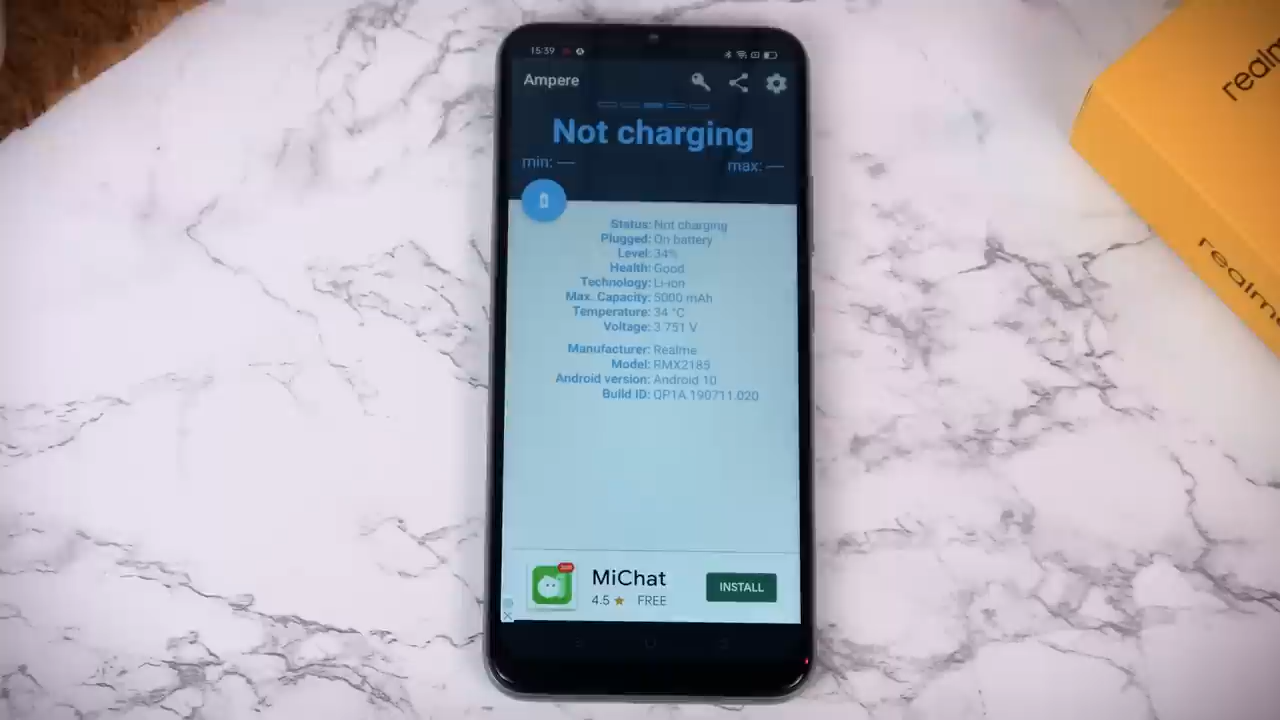 15:39
Ampere
Not charging
min: —
max: —
Status: Not charging
Plugged: On battery
Level: 34%
Health: Good
Technology: Li-ion
Max. Capacity: 5000 mAh
Temperature: 34 °C
Voltage: 3 751 V
Manufacturer: Realme
Model: RMX2185
Android version: Android 10
Build ID: QP1A.190711.020
MiChat
4.5 ★ FREE
INSTALL
realme
realme